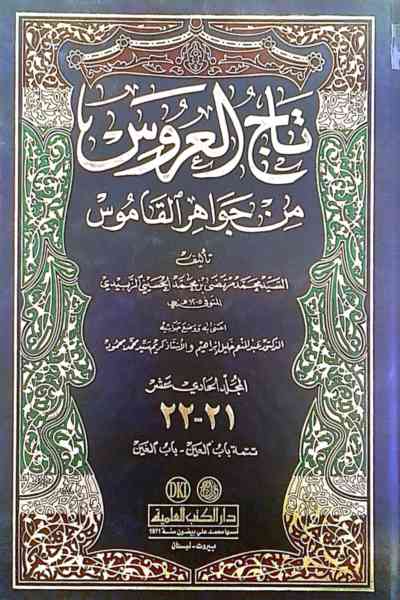 تاج العروس
من جواهر القاموس
تأليف
السيد محمد مرتضى بن محمد الحسيني الزبيدي
المتوفى ١٢٠٥ هـ
اعتنى به ووضع حواشيه
الدكتور عبد المنعم خليل إبراهيم والأستاذ كريم سيد محمد محمود
المجلد الحادي عشر
٢١-٢٢
تتمة باب العين - باب الغين
DKI
دار الكتب العلمية
أسسها محمد علي بيضون سنة 1971
بيروت - لبنان